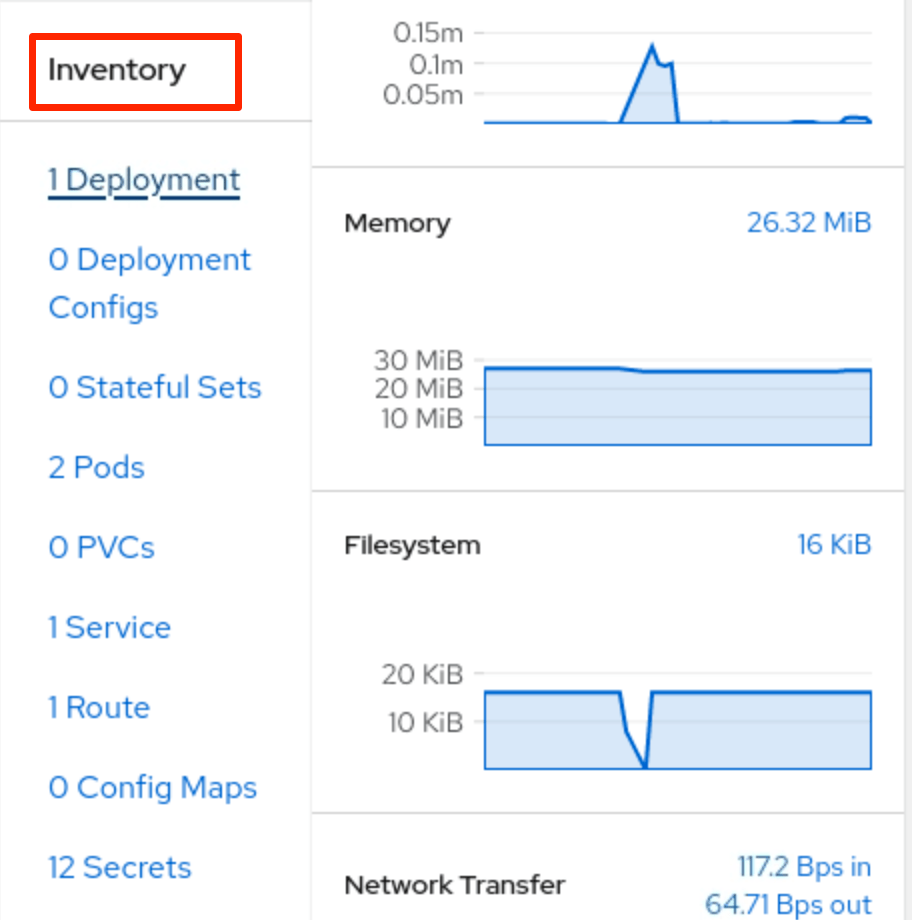 Inventory
1 Deployment
0 Deployment
Configs
0 Stateful Sets
2 Pods
0 PVCs
1 Service
1 Route
0 Config Maps
12 Secrets
0.15m
0.1m
0.05m
Memory
26.32 MiB
30 MiB
20 MiB
10 MiB
Filesystem
16 KiB
20 KiB
10 KiB
Network Transfer
117.2 Bps in
64.71 Bps out